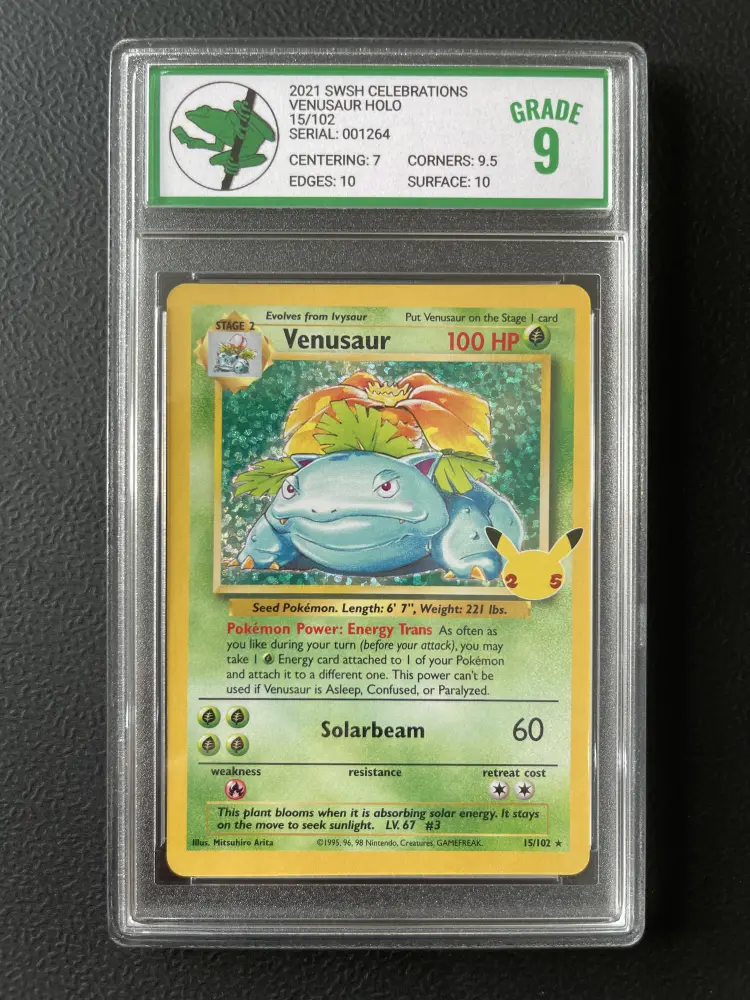 2021 SWSH CELEBRATIONS
VENUSAUR HOLO
15/102
SERIAL: 001264
CENTERING: 7 CORNERS: 9.5
EDGES: 10 SURFACE: 10
GRADE
9
Evolves from Ivysaur Put Venusaur on the Stage 1 card
STAGE 2
Venusaur 100 HP
25
Seed Pokémon. Length: 6' 7", Weight: 221 lbs.
Pokémon Power: Energy Trans As often as
you like during your turn (before your attack), you may
take 1 Energy card attached to 1 of your Pokémon
and attach it to a different one. This power can't be
used if Venusaur is Asleep, Confused, or Paralyzed.
Solarbeam 60
weakness resistance retreat cost
This plant blooms when it is absorbing solar energy. It stays
on the move to seek sunlight. LV. 67 #3
Illus. Mitsuhiro Arita ©1995, 96, 98 Nintendo, Creatures, GAMEFREAK. 15/102 ★